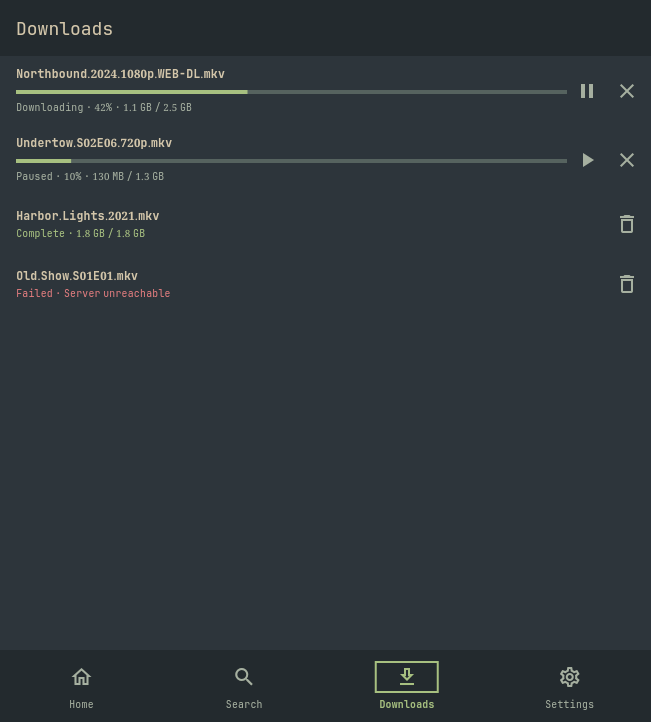 Downloads
Northbound.2024.1080p.WEB-DL.mkv
Downloading · 42% · 1.1 GB / 2.5 GB
Undertow.S02E06.720p.mkv
Paused · 10% · 130 MB / 1.3 GB
Harbor.Lights.2021.mkv
Complete · 1.8 GB / 1.8 GB
Old.Show.S01E01.mkv
Failed · Server unreachable
Home
Search
Downloads
Settings